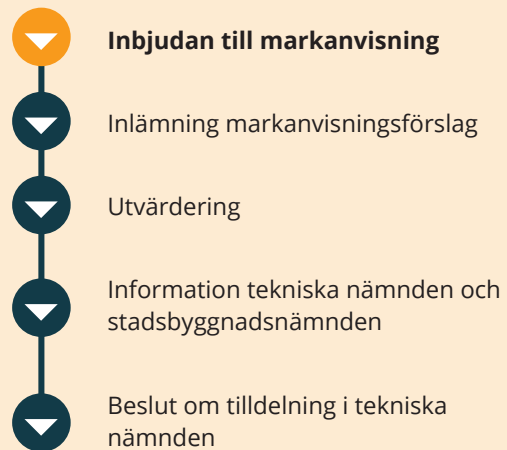 Inbjudan till markanvisning
Inlämning markanvisningsförslag
Utvärdering
Information tekniska nämnden och
stadsbyggnadsnämnden
Beslut om tilldelning i tekniska
nämnden